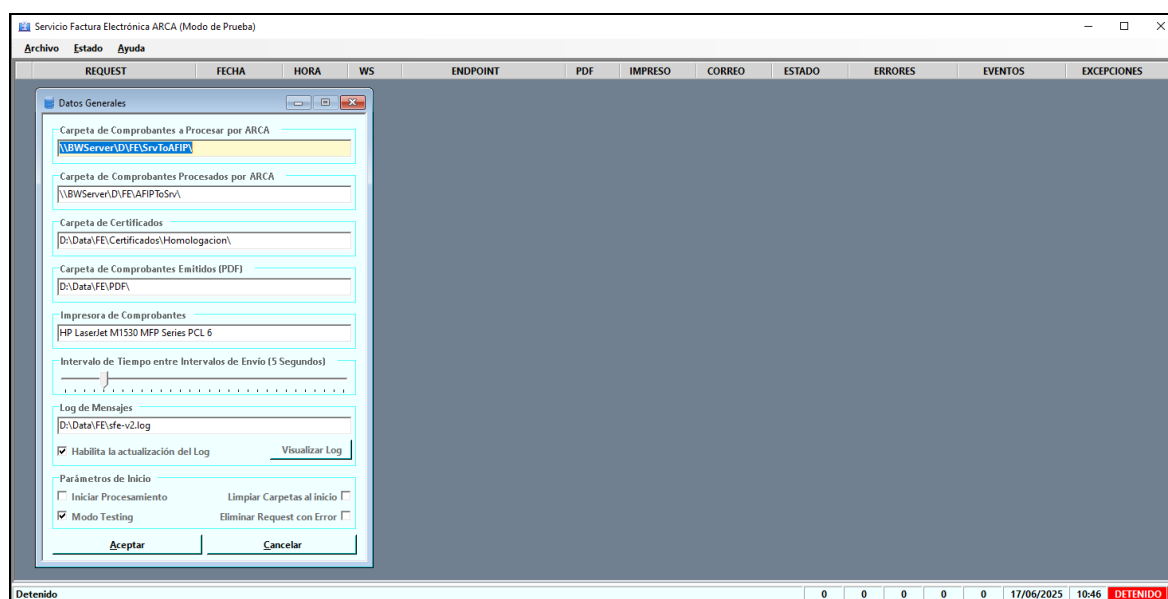 Servicio Factura Electrónica ARCA (Modo de Prueba)
Archivo Estado Ayuda
REQUEST FECHA HORA WS ENDPOINT PDF IMPRESO CORREO ESTADO ERRORES EVENTOS EXCEPCIONES
Datos Generales
Carpeta de Comprobantes a Procesar por ARCA
\\BWServer\D\FE\SrvToAFIP\
Carpeta de Comprobantes Procesados por ARCA
\\BWServer\D\FE\AFIPToSrv\
Carpeta de Certificados
D:\Data\FE\Certificados\Homologacion\
Carpeta de Comprobantes Emitidos (PDF)
D:\Data\FE\PDF\
Impresora de Comprobantes
HP LaserJet M1530 MFP Series PCL 6
Intervalo de Tiempo entre Intervalos de Envío (5 Segundos)
Log de Mensajes
D:\Data\FE\sfe-v2.log
Habilita la actualización del Log Visualizar Log
Parámetros de Inicio
Iniciar Procesamiento Limpiar Carpetas al inicio
Modo Testing Eliminar Request con Error
Aceptar Cancelar
Detenido 0 0 0 0 0 17/06/2025 10:46 DETENIDO